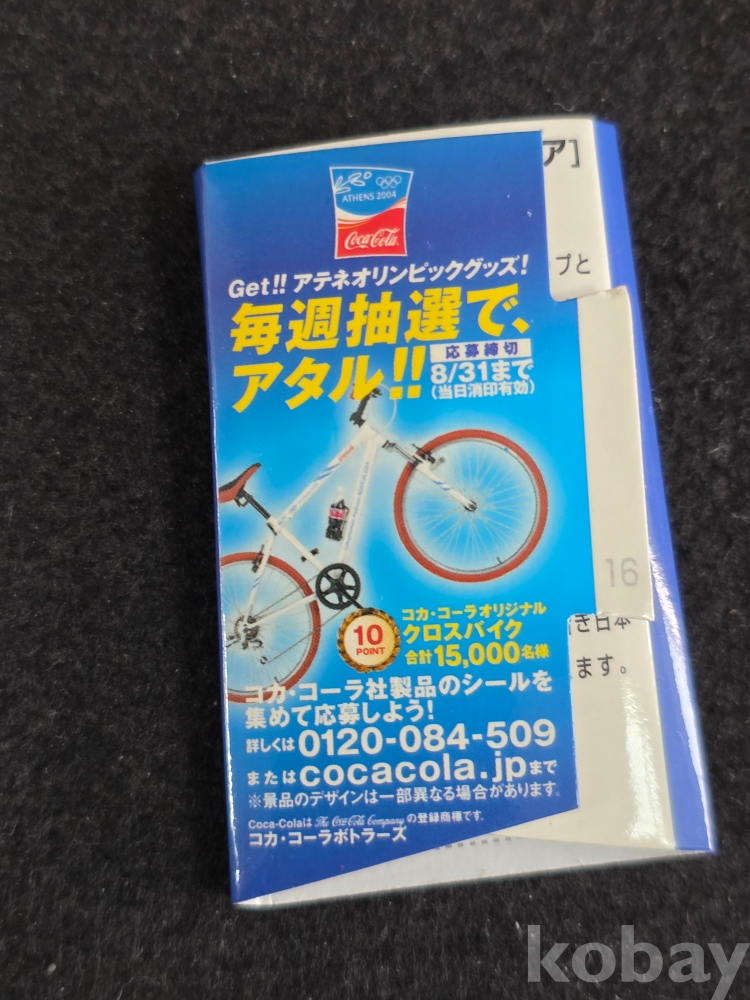 ア]
プと
16
き日本
ます。
ATHENS 2004
Coca-Cola
Get!! アテネオリンピックグッズ!
毎週抽選で、
アタル!!
応募締切
8/31まで
(当日消印有効)
10
POINT
コカ・コーラオリジナル
クロスバイク
合計15,000名様
コカ・コーラ社製品のシールを
集めて応募しよう!
詳しくは0120-084-509
またはcocacola.jpまで
※景品のデザインは一部異なる場合があります。
Coca-Colaは The Coca-Cola Company の登録商標です。
コカ・コーラボトラーズ
kobay